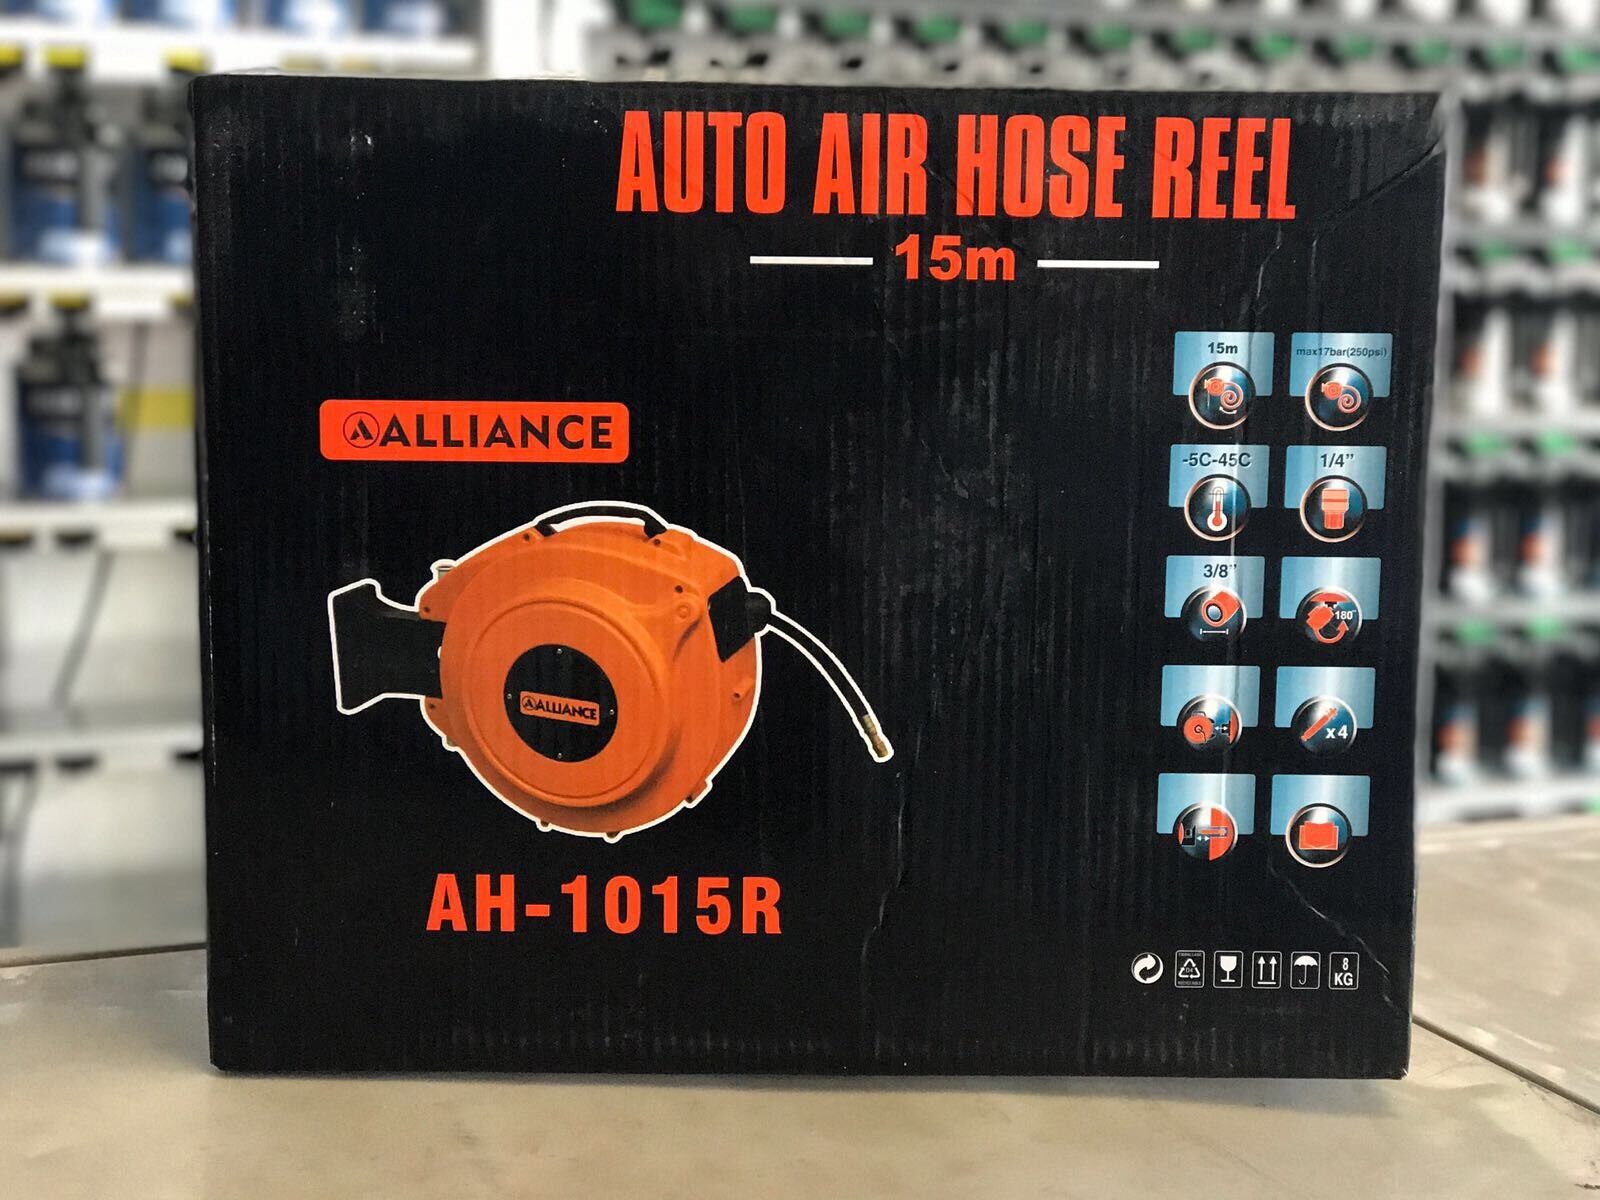 AUTO AIR HOSE REEL
15m
ALLIANCE
ALLIANCE
AH-1015R
15m
max17bar(250psi)
-5C-45C
1/4”
3/8”
180
x4
8
KG